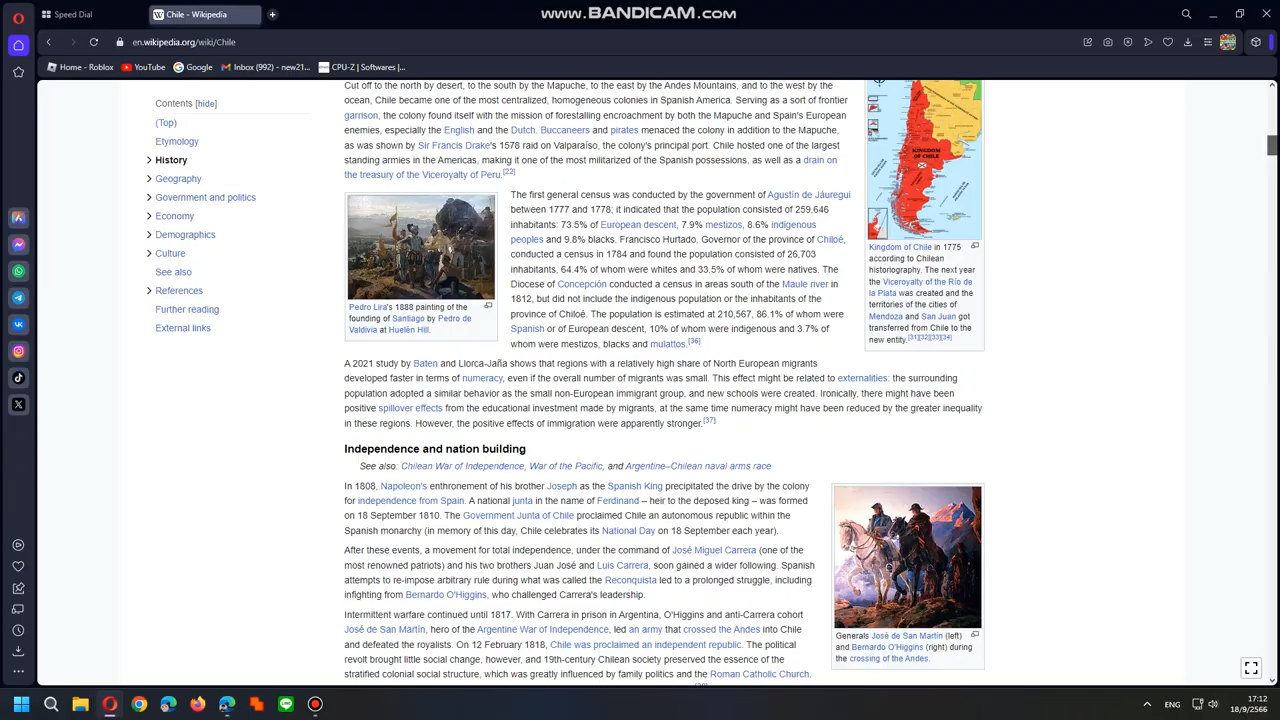 www.BANDICAM.com
Speed Dial
Chile - Wikipedia
en.wikipedia.org/wiki/Chile
Home - Roblox
YouTube
Google
Inbox (992) - new21...
CPU-Z | Softwares |...
Contents [hide]
(Top)
Etymology
History
Geography
Government and politics
Economy
Demographics
Culture
See also
References
Further reading
External links
Cut off to the north by desert, to the south by the Mapuche, to the east by the Andes Mountains, and to the west by the
ocean, Chile became one of the most centralized, homogeneous colonies in Spanish America. Serving as a sort of frontier
garrison, the colony found itself with the mission of forestalling encroachment by both the Mapuche and Spain's European
enemies, especially the English and the Dutch. Buccaneers and pirates menaced the colony in addition to the Mapuche,
as was shown by Sir Francis Drake's 1578 raid on Valparaíso, the colony's principal port. Chile hosted one of the largest
standing armies in the Americas, making it one of the most militarized of the Spanish possessions, as well as a drain on
the treasury of the Viceroyalty of Peru.[22]
Pedro Lira's 1888 painting of the
founding of Santiago by Pedro de
Valdivia at Huelén Hill.
The first general census was conducted by the government of Agustín de Jáuregui
between 1777 and 1778; it indicated that the population consisted of 259,646
inhabitants: 73.5% of European descent, 7.9% mestizos, 8.6% indigenous
peoples and 9.8% blacks. Francisco Hurtado, Governor of the province of Chiloé,
conducted a census in 1784 and found the population consisted of 26,703
inhabitants, 64.4% of whom were whites and 33.5% of whom were natives. The
Diocese of Concepción conducted a census in areas south of the Maule river in
1812, but did not include the indigenous population or the inhabitants of the
province of Chiloé. The population is estimated at 210,567, 86.1% of whom were
Spanish or of European descent, 10% of whom were indigenous and 3.7% of
whom were mestizos, blacks and mulattos.[36]
KINGDOM
OF CHILE
Kingdom of Chile in 1775
according to Chilean
historiography. The next year
the Viceroyalty of the Río de
la Plata was created and the
territories of the cities of
Mendoza and San Juan got
transferred from Chile to the
new entity.[31][32][33][34]
A 2021 study by Baten and Llorca-Jaña shows that regions with a relatively high share of North European migrants
developed faster in terms of numeracy, even if the overall number of migrants was small. This effect might be related to externalities: the surrounding
population adopted a similar behavior as the small non-European immigrant group, and new schools were created. Ironically, there might have been
positive spillover effects from the educational investment made by migrants, at the same time numeracy might have been reduced by the greater inequality
in these regions. However, the positive effects of immigration were apparently stronger.[37]
Independence and nation building
See also: Chilean War of Independence, War of the Pacific, and Argentine–Chilean naval arms race
In 1808, Napoleon's enthronement of his brother Joseph as the Spanish King precipitated the drive by the colony
for independence from Spain. A national junta in the name of Ferdinand – heir to the deposed king – was formed
on 18 September 1810. The Government Junta of Chile proclaimed Chile an autonomous republic within the
Spanish monarchy (in memory of this day, Chile celebrates its National Day on 18 September each year).
After these events, a movement for total independence, under the command of José Miguel Carrera (one of the
most renowned patriots) and his two brothers Juan José and Luis Carrera, soon gained a wider following. Spanish
attempts to re-impose arbitrary rule during what was called the Reconquista led to a prolonged struggle, including
infighting from Bernardo O'Higgins, who challenged Carrera's leadership.
Intermittent warfare continued until 1817. With Carrera in prison in Argentina, O'Higgins and anti-Carrera cohort
José de San Martín, hero of the Argentine War of Independence, led an army that crossed the Andes into Chile
and defeated the royalists. On 12 February 1818, Chile was proclaimed an independent republic. The political
revolt brought little social change, however, and 19th-century Chilean society preserved the essence of the
stratified colonial social structure, which was greatly influenced by family politics and the Roman Catholic Church.
Generals José de San Martín (left)
and Bernardo O'Higgins (right) during
the crossing of the Andes.
ENG
17:12
18/9/2566